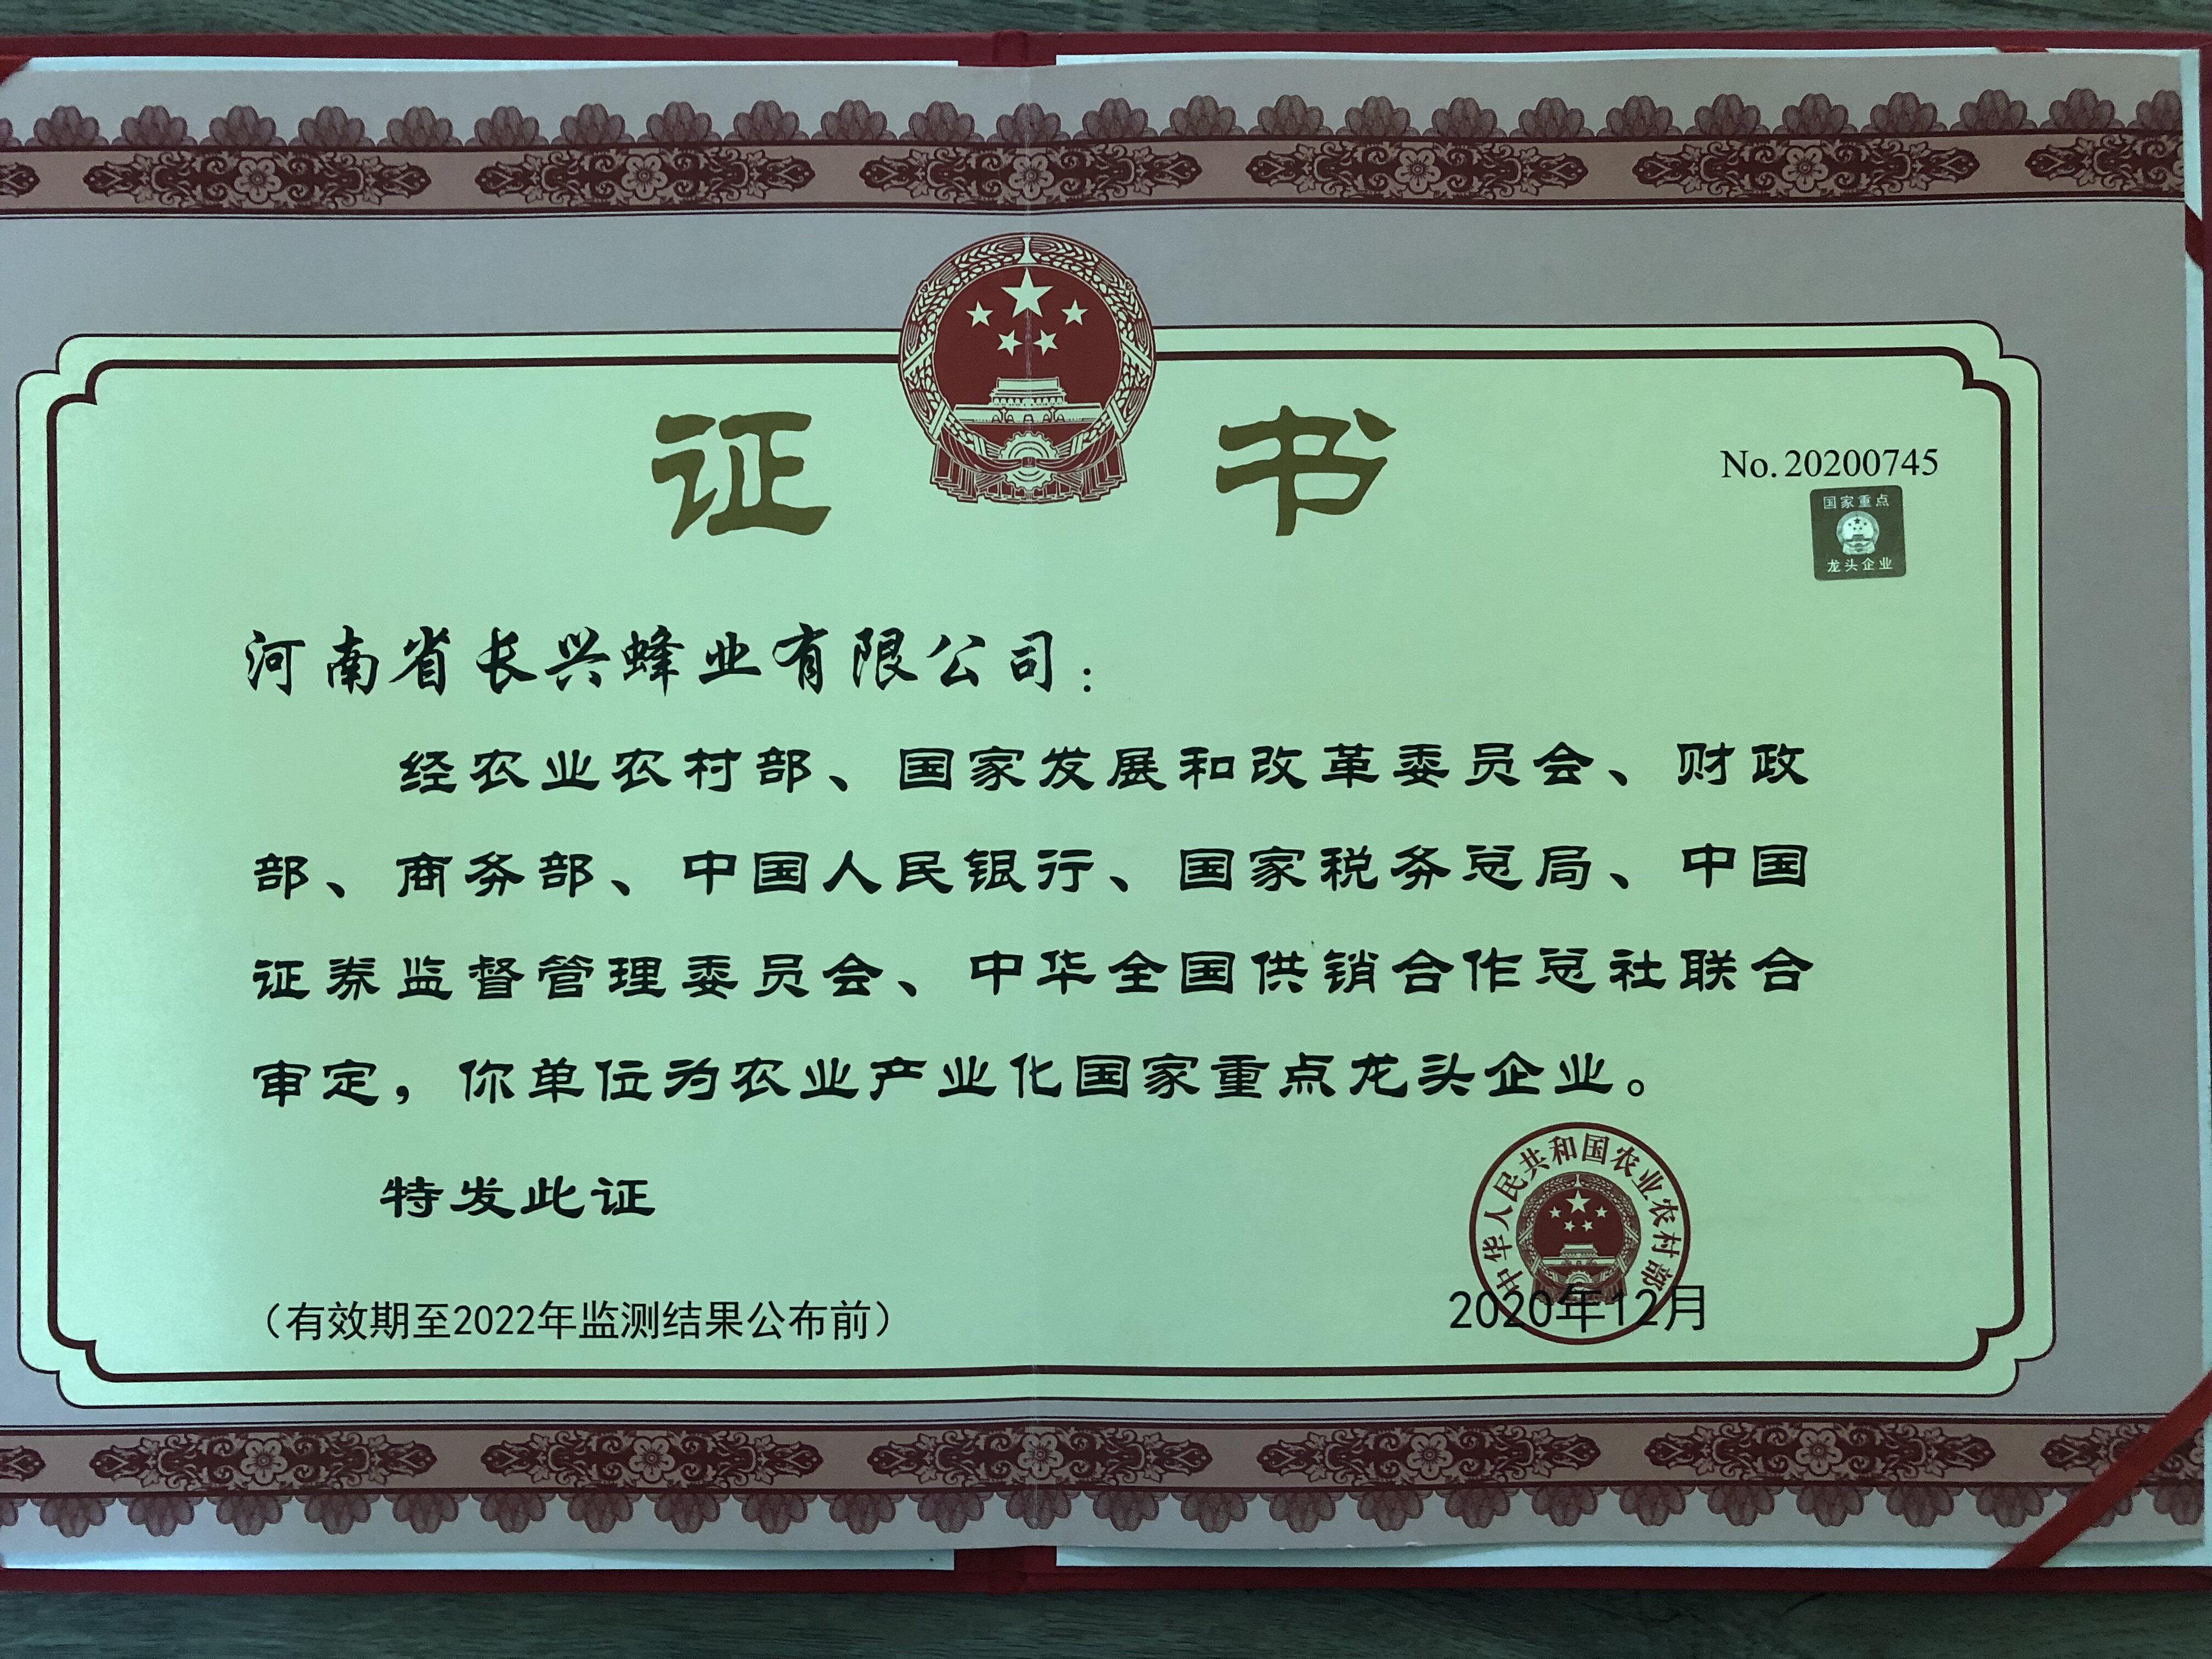 证书
No. 20200745
国家重点
龙头企业
河南省长兴蜂业有限公司：
经农业农村部、国家发展和改革委员会、财政
部、商务部、中国人民银行、国家税务总局、中国
证券监督管理委员会、中华全国供销合作总社联合
审定，你单位为农业产业化国家重点龙头企业。
特发此证
中华人民共和国农业农村部
（有效期至2022年监测结果公布前）
2020年12月